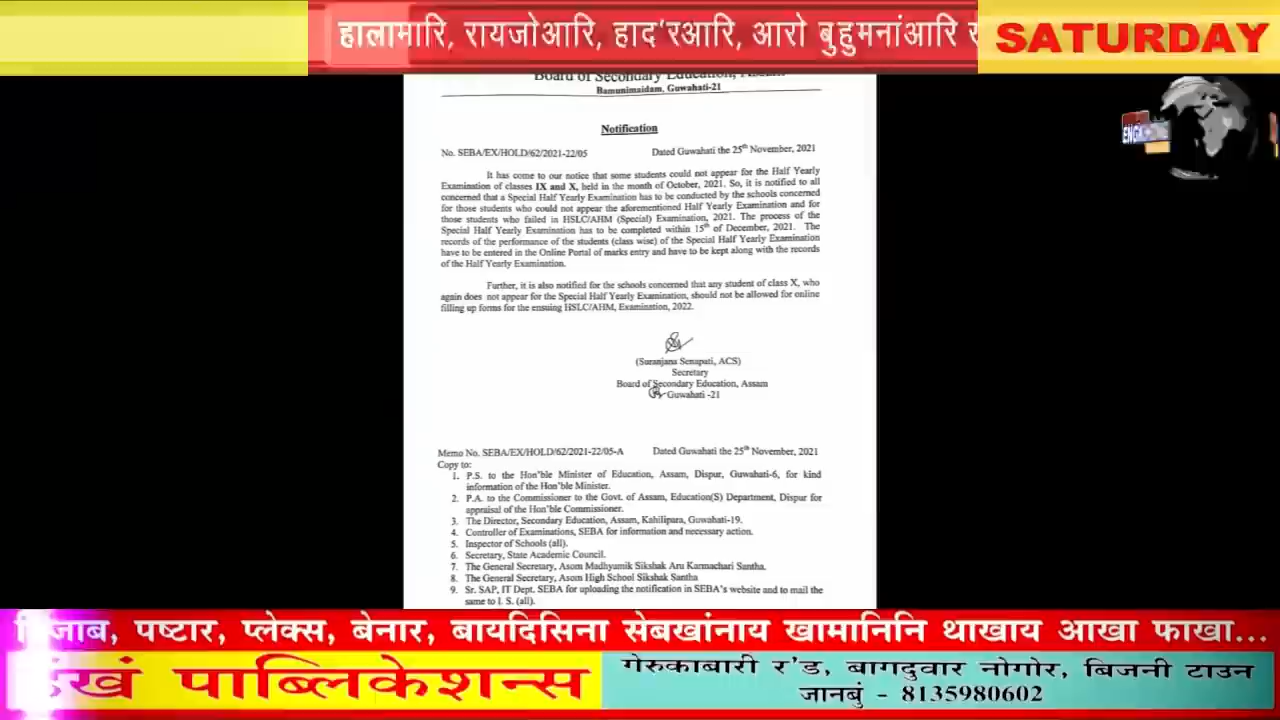 हालामारि, रायजोआरि, हाद'रआरि, आरो बुहुमनांआरि
SATURDAY
Board of Secondary Education, Assam
Bamunimaidam, Guwahati-21
Notification
No. SEBA/EX/HOLD/62/2021-22/05 Dated Guwahati the 25th November, 2021
It has come to our notice that some students could not appear for the Half Yearly
Examination of classes IX and X, held in the month of October, 2021. So, it is notified to all
concerned that a Special Half Yearly Examination has to be conducted by the schools concerned
for those students who could not appear the aforementioned Half Yearly Examination and for
those students who failed in HSLC/AHM (Special) Examination, 2021. The process of the
Special Half Yearly Examination has to be completed within 15th of December, 2021. The
records of the performance of the students (class wise) of the Special Half Yearly Examination
have to be entered in the Online Portal of marks entry and have to be kept along with the records
of the Half Yearly Examination.
Further, it is also notified for the schools concerned that any student of class X, who
again does not appear for the Special Half Yearly Examination, should not be allowed for online
filling up forms for the ensuing HSLC/AHM, Examination, 2022.
(Suranjana Senapati, ACS)
Secretary
Board of Secondary Education, Assam
Guwahati -21
Memo No. SEBA/EX/HOLD/62/2021-22/05-A Dated Guwahati the 25th November, 2021
Copy to:
1. P.S. to the Hon'ble Minister of Education, Assam, Dispur, Guwahati-6, for kind
information of the Hon'ble Minister.
2. P.A. to the Commissioner to the Govt. of Assam, Education(S) Department, Dispur for
appraisal of the Hon'ble Commissioner.
3. The Director, Secondary Education, Assam, Kahilipara, Guwahati-19.
4. Controller of Examinations, SEBA for information and necessary action.
5. Inspector of Schools (all).
6. Secretary, State Academic Council.
7. The General Secretary, Asom Madhyamik Sikshak Aru Karmachari Santha.
8. The General Secretary, Asom High School Sikshak Santha
9. Sr. SAP, IT Dept. SEBA for uploading the notification in SEBA's website and to mail the
same to I. S. (all).
पष्टार, प्लेक्स, बेनार, बायदिसिना सेबखांनाय खामानिनि थाखाय आखा फाखा...
पाब्लिकेशन्स
गेरुकाबारी र'ड, बागदुवार नोगोर, बिजनी टाउन
जानबुं - 8135980602